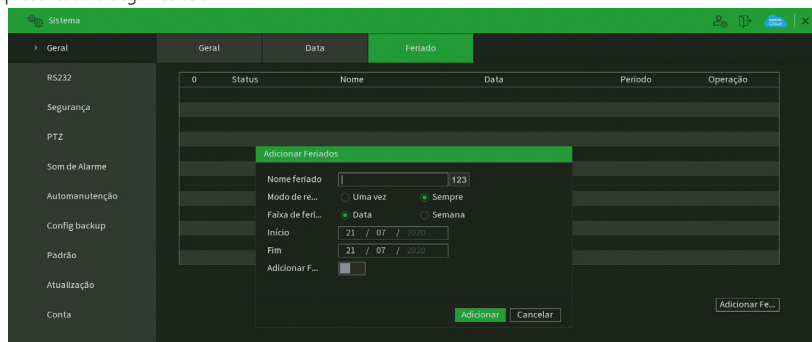 Sistema
Geral
RS232
Segurança
PTZ
Som de Alarme
Automanutenção
Config backup
Padrão
Atualização
Conta
Geral Data Feriado
0 Status Nome Data Período Operação
Adicionar Feriados
Nome feriado 123
Modo de re... Uma vez Sempre
Faixa de feri... Data Semana
Início 21 / 07 / 2020
Fim 21 / 07 / 2020
Adicionar F...
Adicionar Cancelar
Adicionar Fe...